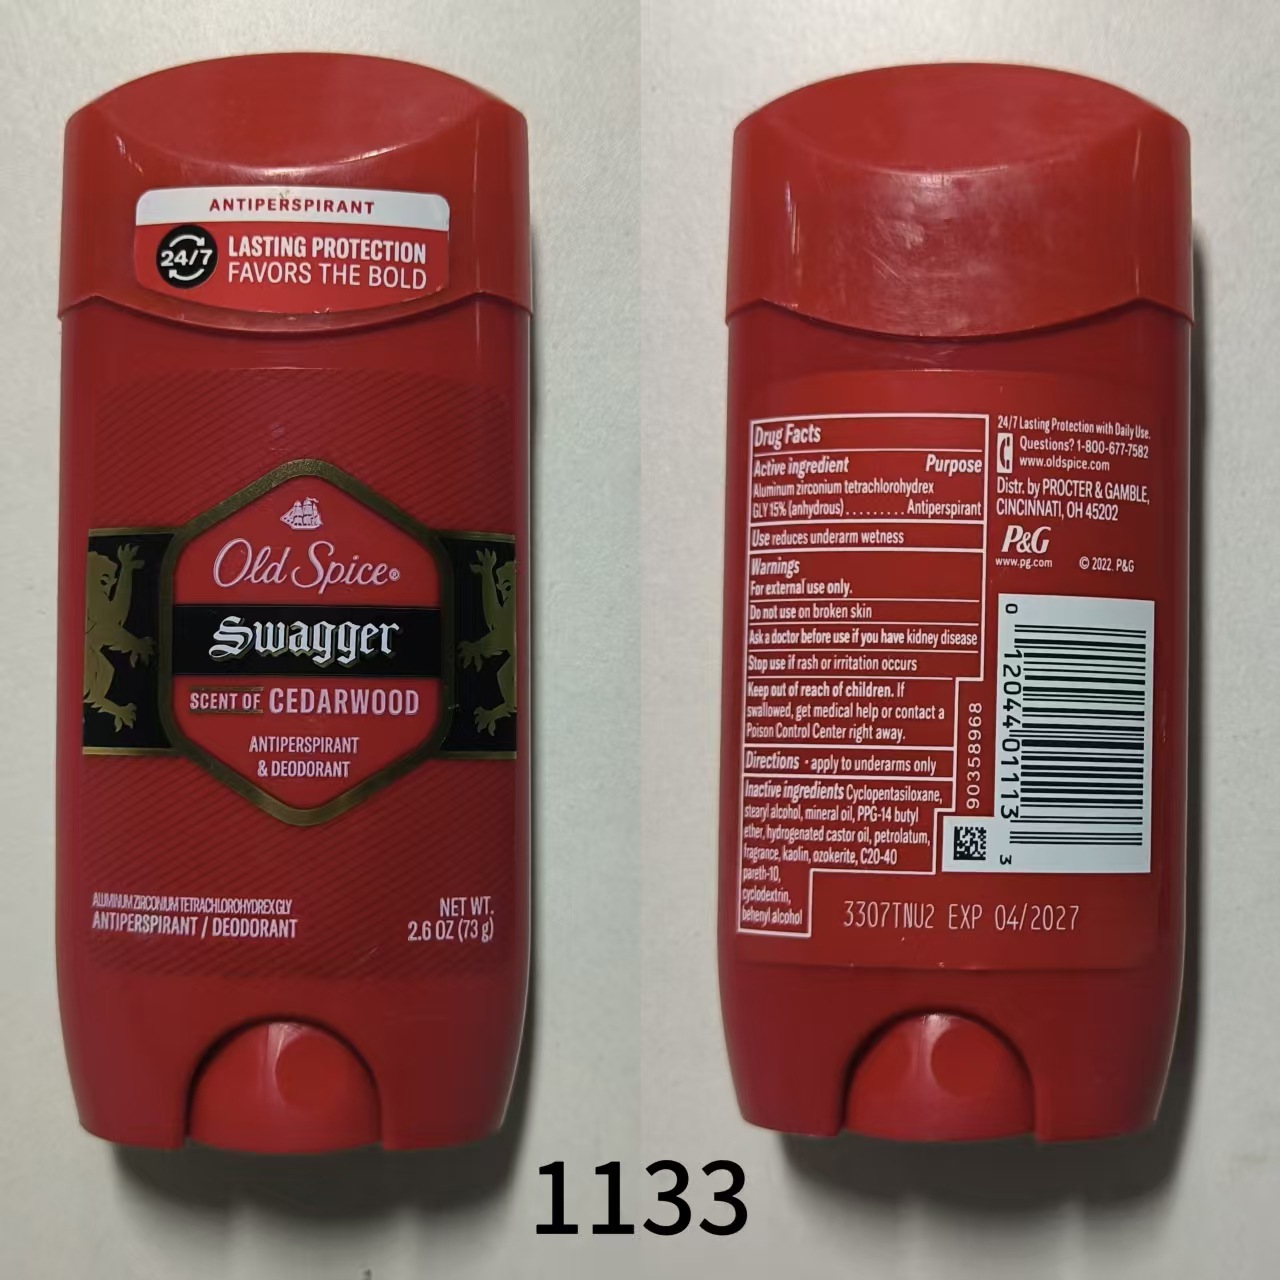 ANTIPERSPIRANT
24/7
LASTING PROTECTION
FAVORS THE BOLD
Old Spice®
Swagger
SCENT OF CEDARWOOD
ANTIPERSPIRANT
& DEODORANT
ALUMINUM ZIRCONIUM TETRACHLOROHYDREX GLY
ANTIPERSPIRANT / DEODORANT
NET WT.
2.6 OZ (73 g)
Drug Facts
Active ingredient Purpose
Aluminum zirconium tetrachlorohydrex
GLY 15% (anhydrous)......... Antiperspirant
Use reduces underarm wetness
Warnings
For external use only.
Do not use on broken skin
Ask a doctor before use if you have kidney disease
Stop use if rash or irritation occurs
Keep out of reach of children. If
swallowed, get medical help or contact a
Poison Control Center right away.
Directions • apply to underarms only
Inactive ingredients Cyclopentasiloxane,
stearyl alcohol, mineral oil, PPG-14 butyl
ether, hydrogenated castor oil, petrolatum,
fragrance, kaolin, ozokerite, C20-40
pareth-10,
cyclodextrin,
behenyl alcohol
24/7 Lasting Protection with Daily Use.
Questions? 1-800-677-7582
www.oldspice.com
Distr. by PROCTER & GAMBLE,
CINCINNATI, OH 45202
P&G
www.pg.com © 2022. P&G
90358968
0 12044 01113 3
3307TNU2 EXP 04/2027
1133